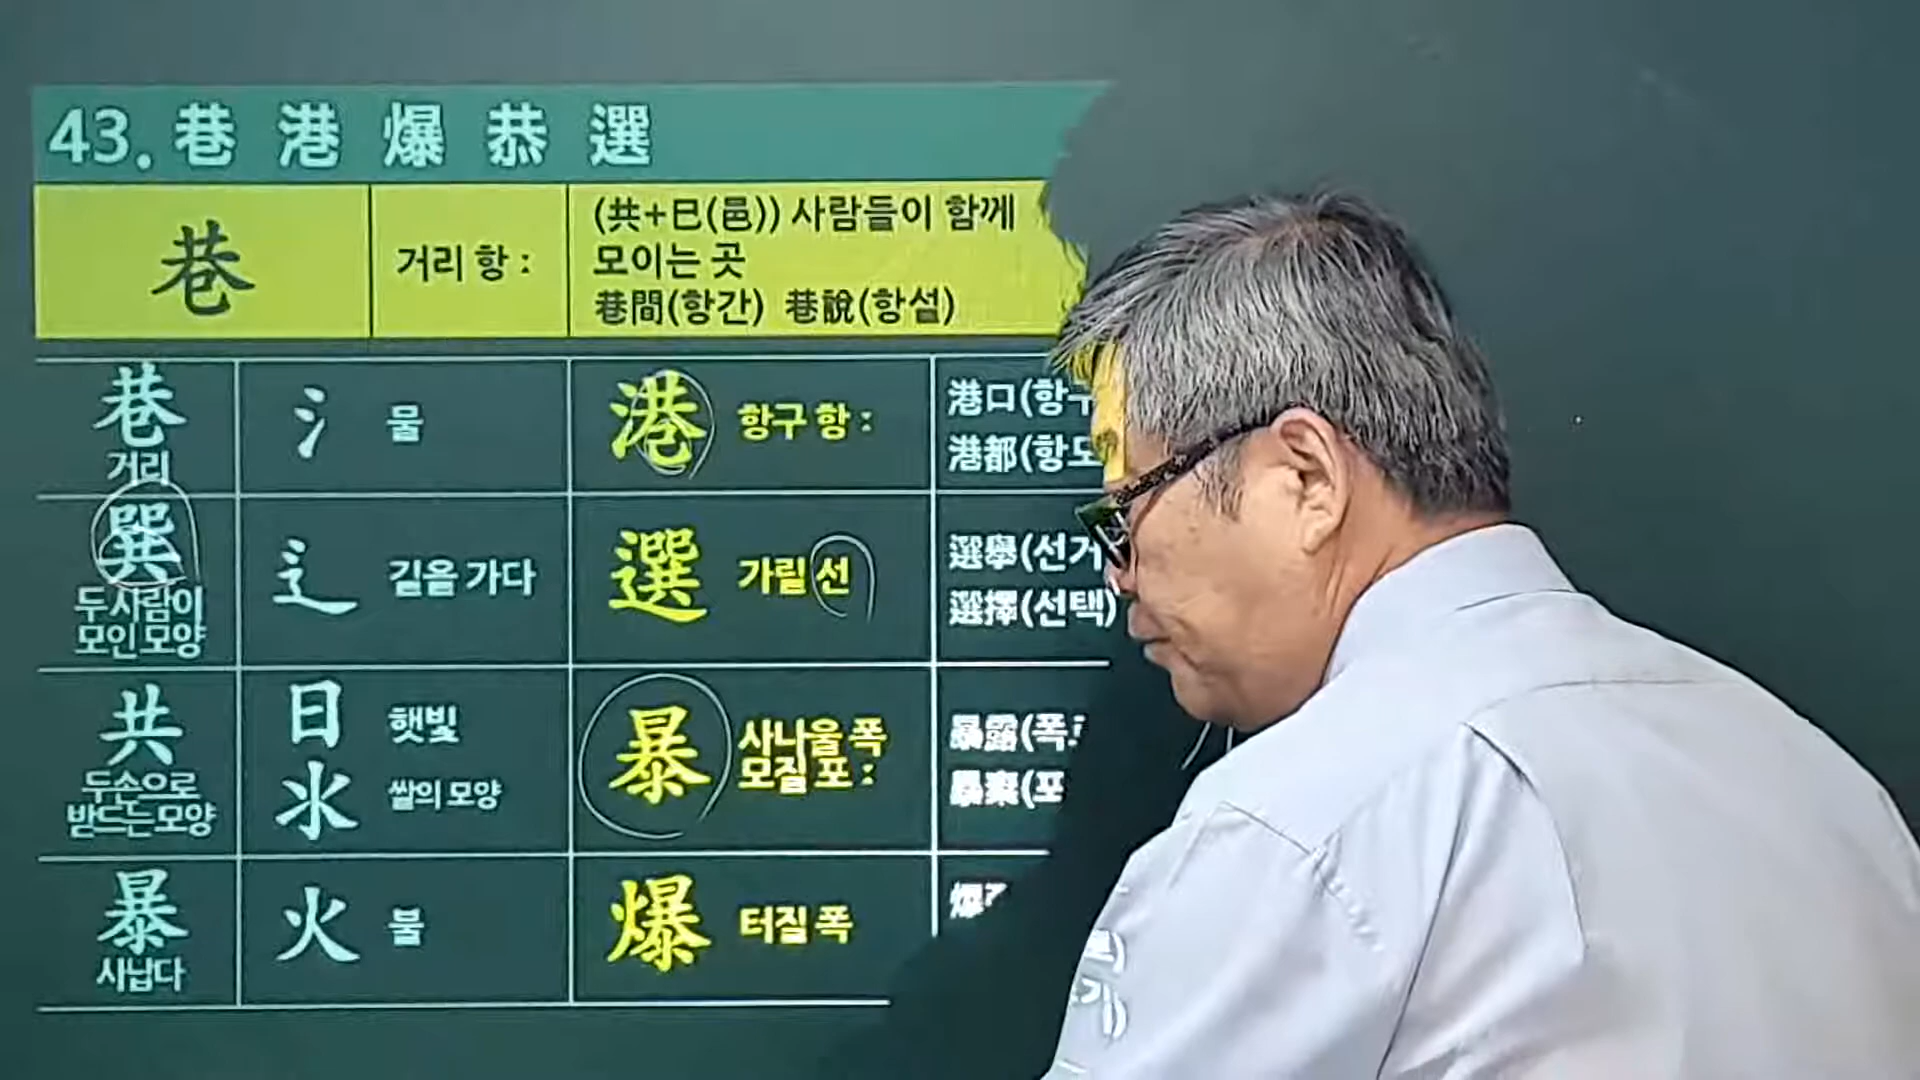 43. 巷 港 爆 恭 選
巷 거리 항 : (共+巳(邑)) 사람들이 함께
모이는 곳
巷間(항간) 巷說(항설)
巷 氵 물 港 항구 항 : 港口(항구
거리 港都(항도
巽 辶 길을 가다 選 가릴 선 選擧(선거
두 사람이 選擇(선택)
모인 모양
共 日 햇빛 暴 사나울 폭 暴露(폭로
두손으로 氺 쌀의 모양 모질 포 : 暴棄(포
받드는 모양
暴 火 불 爆 터질 폭
사납다